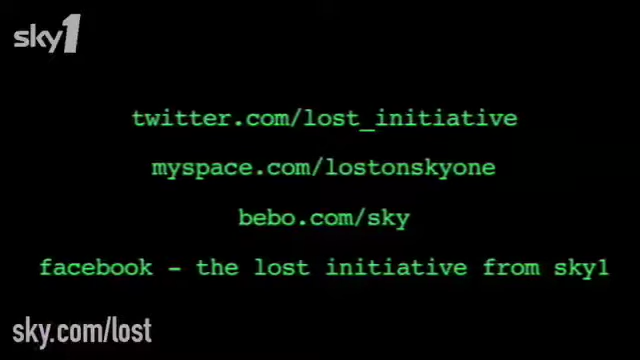 sky1
twitter.com/lost_initiative
myspace.com/lostonskyone
bebo.com/sky
facebook - the lost initiative from sky1
sky.com/lost